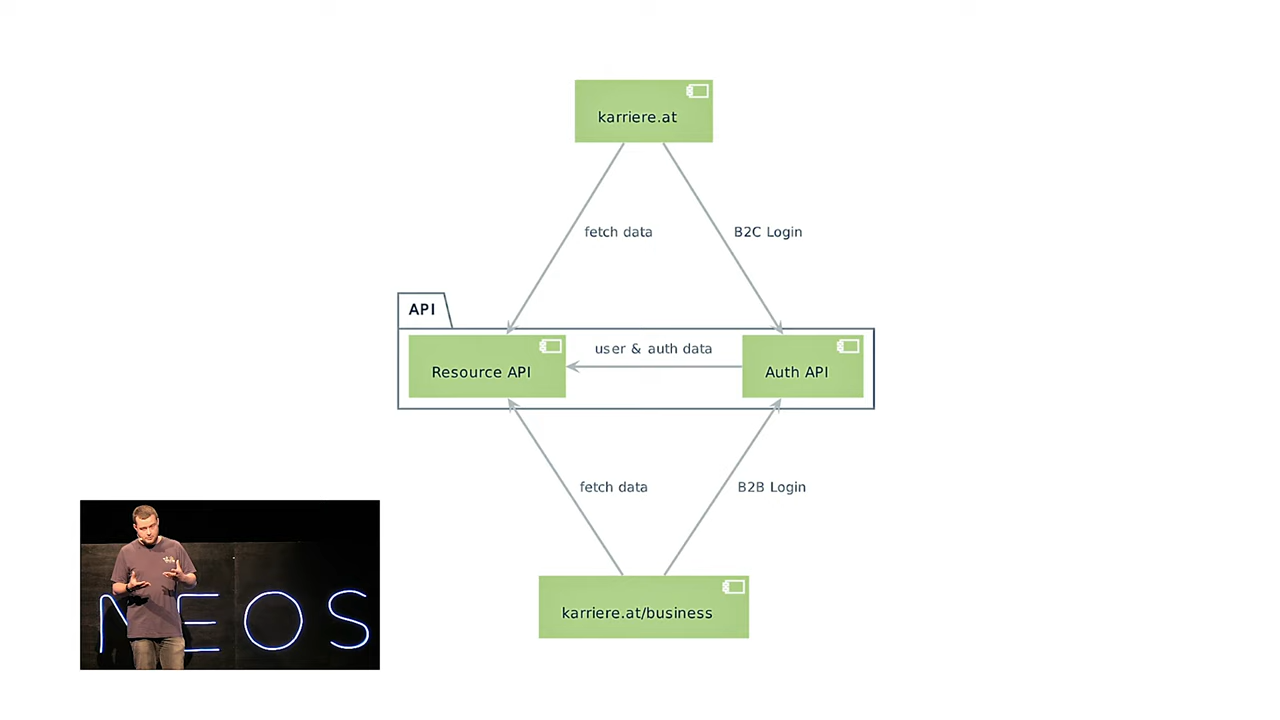 karriere.at
fetch data
B2C Login
API
user & auth data
Resource API
Auth API
fetch data
B2B Login
karriere.at/business
NEOS